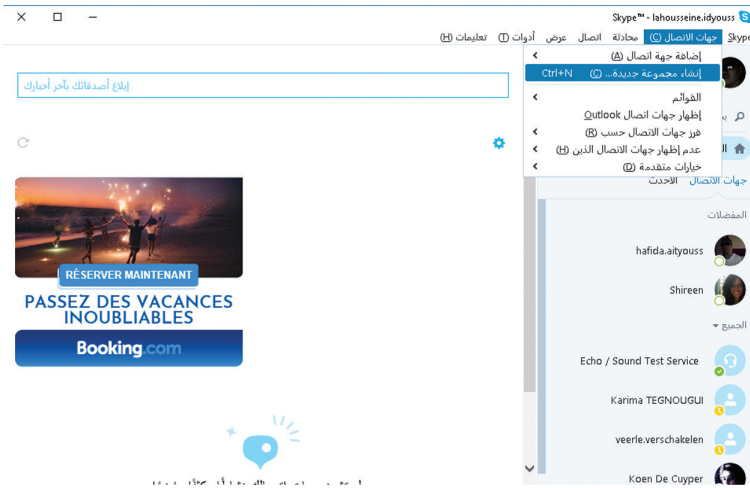 Skype™ - lahousseine.idyouss
Skype جهات الاتصال (C) محادثة اتصال عرض أدوات (T) تعليمات (H)
إضافة جهة اتصال (A)
إنشاء مجموعة جديدة... (C) Ctrl+N
القوائم
إظهار جهات اتصال Outlook
فرز جهات الاتصال حسب (R)
عدم إظهار جهات الاتصال الذين (H)
خيارات متقدمة (D)
إبلاغ أصدقائك بآخر أخبارك
جهات الاتصال الأحدث
المفضلات
hafida.aityouss
Shireen
الجميع
Echo / Sound Test Service
Karima TEGNOUGUI
veerle.verschakelen
Koen De Cuyper
RÉSERVER MAINTENANT
PASSEZ DES VACANCES
INOUBLIABLES
Booking.com